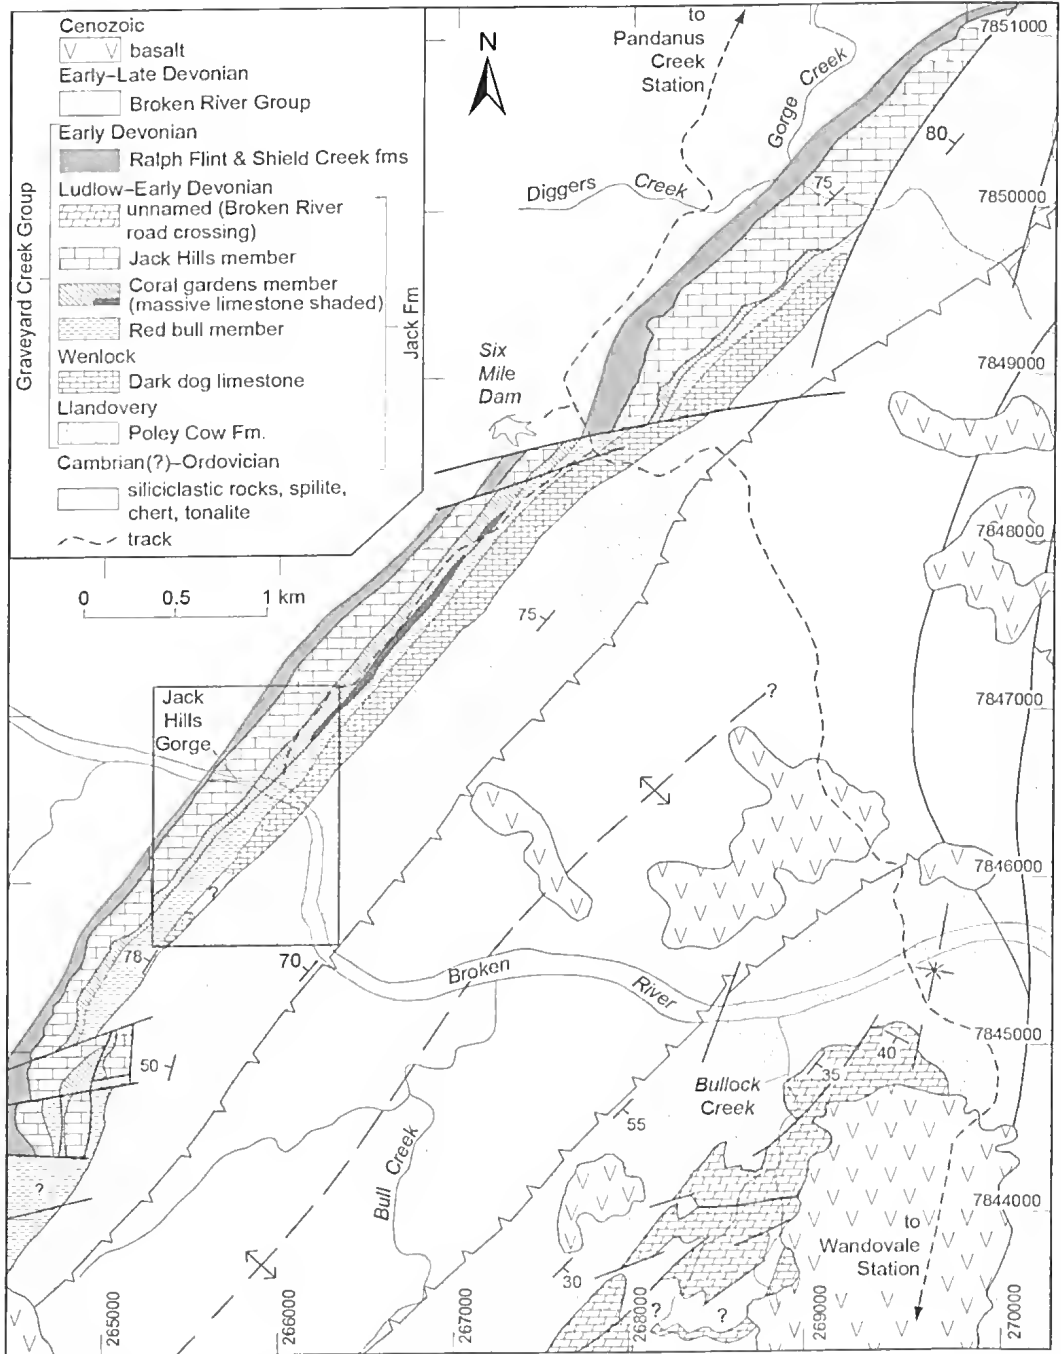 Cenozoic
V V basalt
Early–Late Devonian
Broken River Group
Early Devonian
Ralph Flint & Shield Creek fms
Ludlow–Early Devonian
unnamed (Broken River
road crossing)
Jack Hills member
Coral gardens member
(massive limestone shaded)
Red bull member
Wenlock
Dark dog limestone
Llandovery
Poley Cow Fm.
Cambrian(?)–Ordovician
siliciclastic rocks, spilite,
chert, tonalite
track
Graveyard Creek Group
Jack Fm
0 0.5 1 km
N
to
Pandanus
Creek
Station
Gorge Creek
Diggers Creek
7851000
80
75
7850000
7849000
Six
Mile
Dam
7848000
75
7847000
?
Jack
Hills
Gorge
7846000
?
78
70
Broken
River
7845000
50
Bullock
Creek
40
35
55
Bull Creek
?
7844000
to
Wandovale
Station
30
?
?
265000
266000
267000
268000
269000
270000